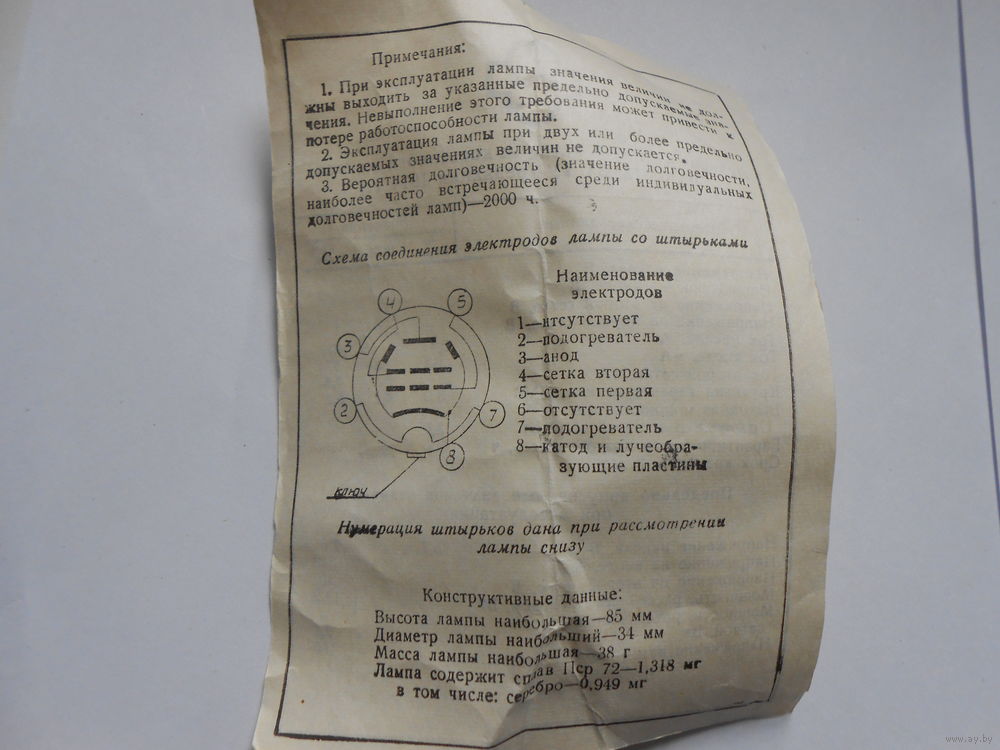 Примечания:
1. При эксплуатации лампы значения величин не дол-
жны выходить за указанные предельно допускаемые зна-
чения. Невыполнение этого требования может привести к
потере работоспособности лампы.
2. Эксплуатация лампы при двух или более предельно
допускаемых значениях величин не допускается.
3. Вероятная долговечность (значение долговечности,
наиболее часто встречающееся среди индивидуальных
долговечностей ламп)—2000 ч.
Схема соединения электродов лампы со штырьками
Наименование
электродов
1—отсутствует
2—подогреватель
3—анод
4—сетка вторая
5—сетка первая
6—отсутствует
7—подогреватель
8—катод и лучеобра-
зующие пластины
4
5
3
2
7
8
ключ
Нумерация штырьков дана при рассмотрении
лампы снизу
Конструктивные данные:
Высота лампы наибольшая—85 мм
Диаметр лампы наибольший—34 мм
Масса лампы наибольшая—38 г
Лампа содержит сплав Пср 72—1,318 мг
в том числе: серебро—0,949 мг
www.ay.by